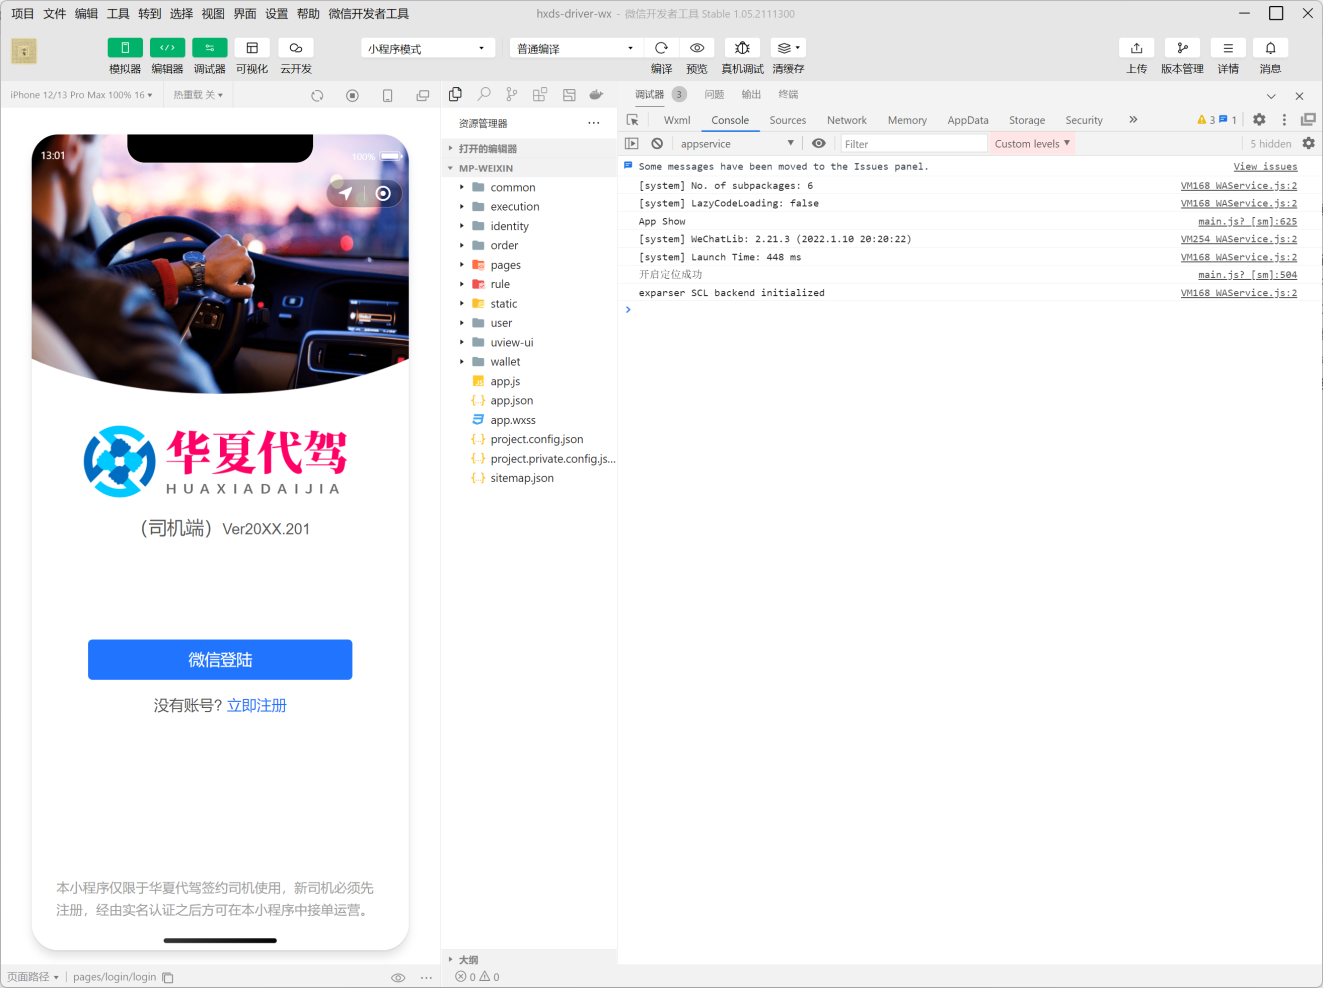 项目 文件 编辑 工具 转到 选择 视图 界面 设置 帮助 微信开发者工具
hxds-driver-wx - 微信开发者工具 Stable 1.05.2111300
模拟器 编辑器 调试器 可视化 云开发
小程序模式
普通编译
编译 预览 真机调试 清缓存
上传 版本管理 详情 消息
iPhone 12/13 Pro Max 100% 16
热重载 关
13:01
100%
华夏代驾
HUAXIADAIJIA
（司机端）Ver20XX.201
微信登陆
没有账号? 立即注册
本小程序仅限于华夏代驾签约司机使用，新司机必须先
注册，经由实名认证之后方可在本小程序中接单运营。
页面路径
pages/login/login
资源管理器
打开的编辑器
MP-WEIXIN
common
execution
identity
order
pages
rule
static
user
uview-ui
wallet
app.js
app.json
app.wxss
project.config.json
project.private.config.js...
sitemap.json
大纲
0 0
调试器 3 问题 输出 终端
Wxml Console Sources Network Memory AppData Storage Security
3 1
appservice
Filter
Custom levels
5 hidden
Some messages have been moved to the Issues panel. View issues
[system] No. of subpackages: 6 VM168 WAService.js:2
[system] LazyCodeLoading: false VM168 WAService.js:2
App Show main.js? [sm]:625
[system] WeChatLib: 2.21.3 (2022.1.10 20:20:22) VM254 WAService.js:2
[system] Launch Time: 448 ms VM168 WAService.js:2
开启定位成功 main.js? [sm]:504
exparser SCL backend initialized VM168 WAService.js:2